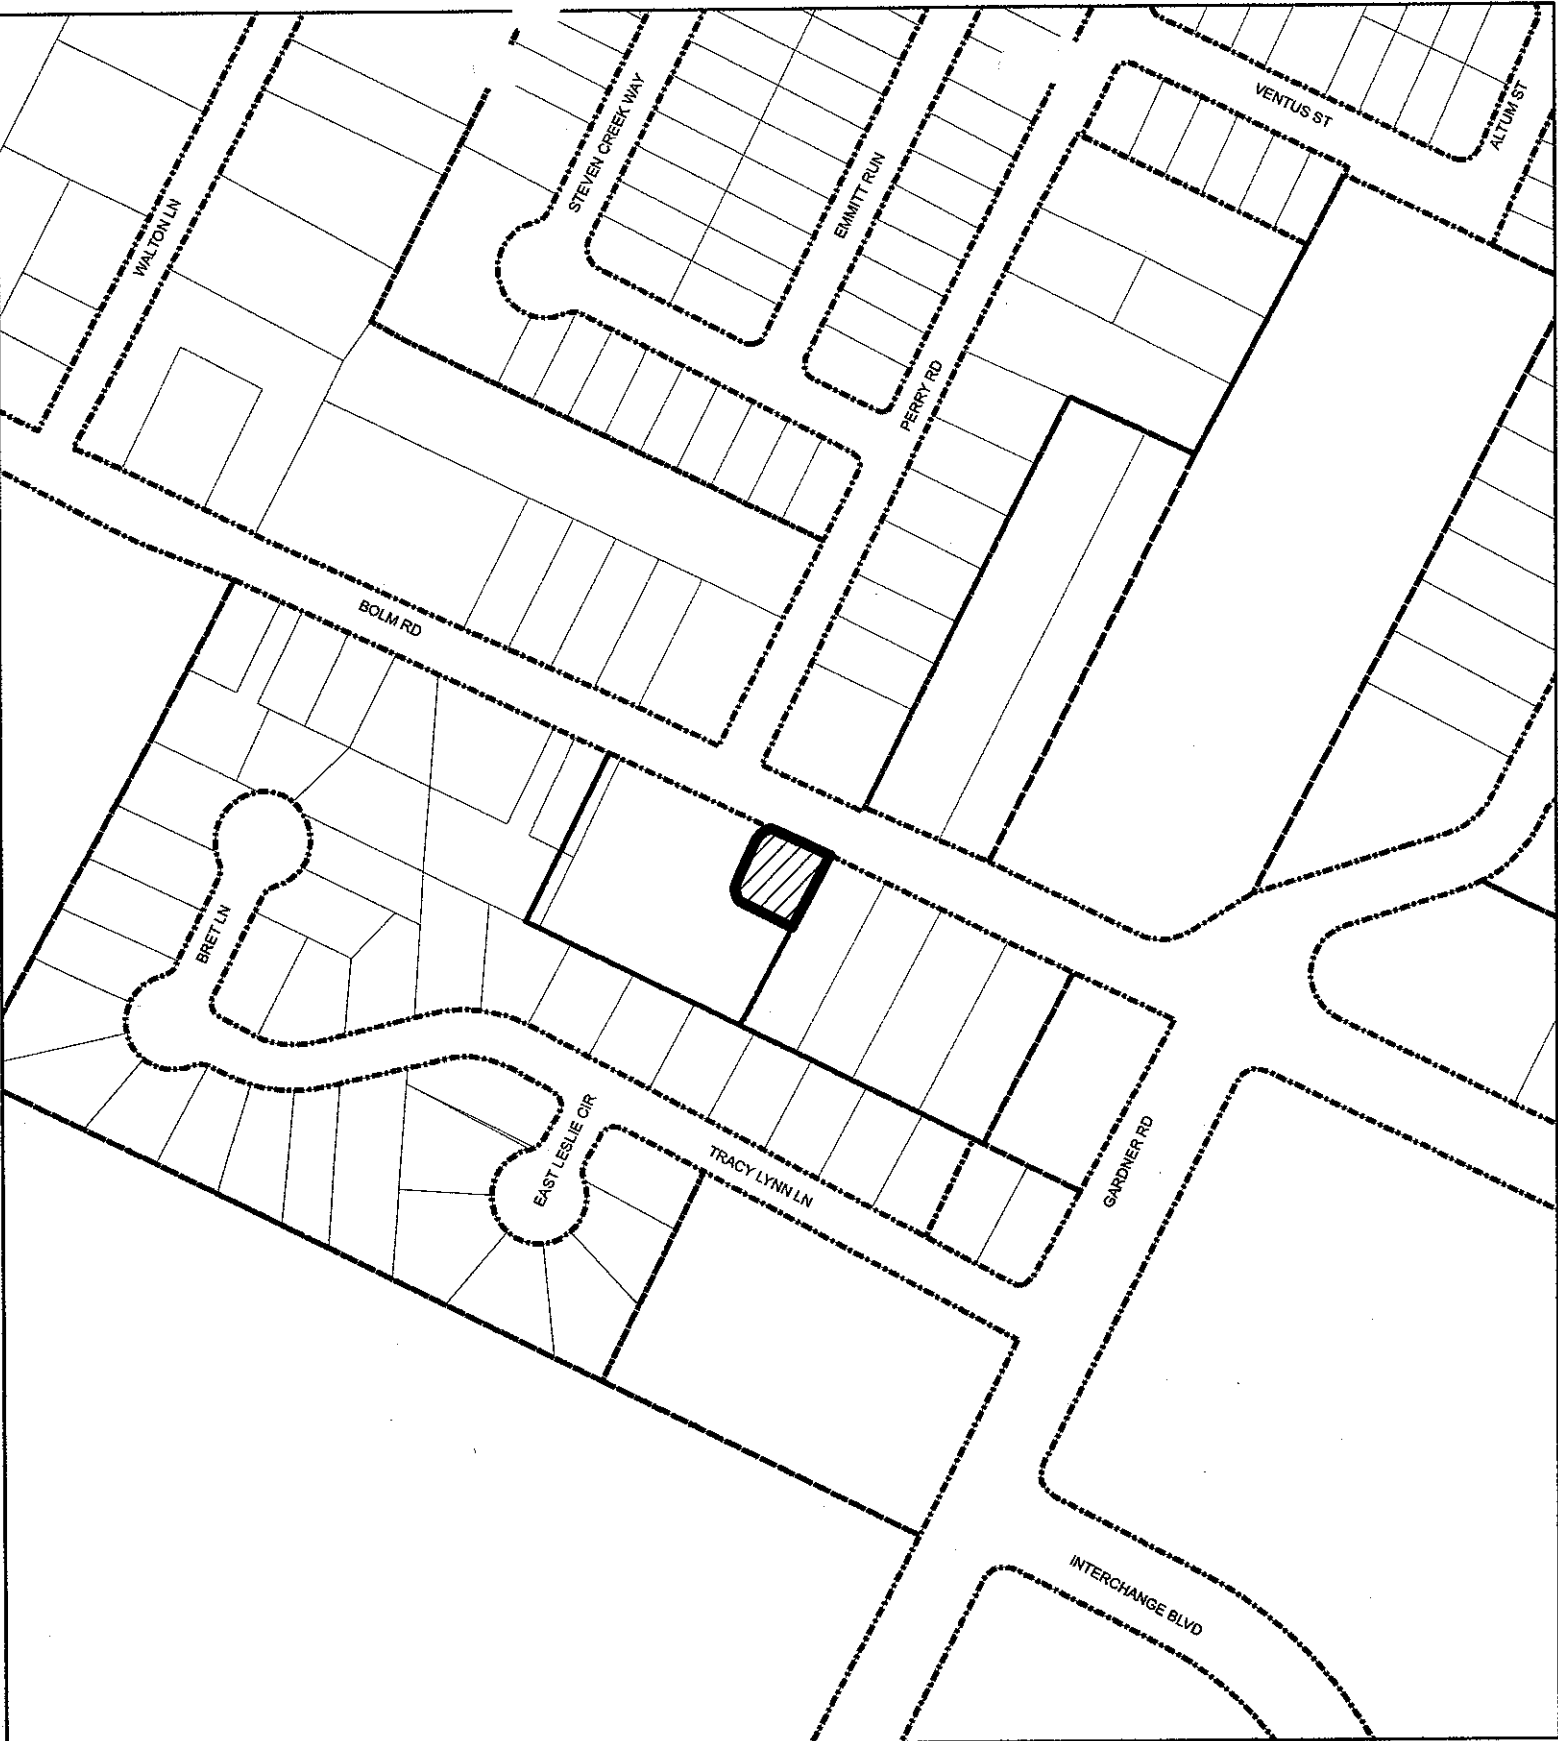 VENTUS ST
ALTUM ST
STEVEN CREEK WAY
EMMITT RUN
WALTON LN
PERRY RD
BOLM RD
BRET LN
EAST LESLIE CIR
TRACY LYNN LN
GARDNER RD
INTERCHANGE BLVD